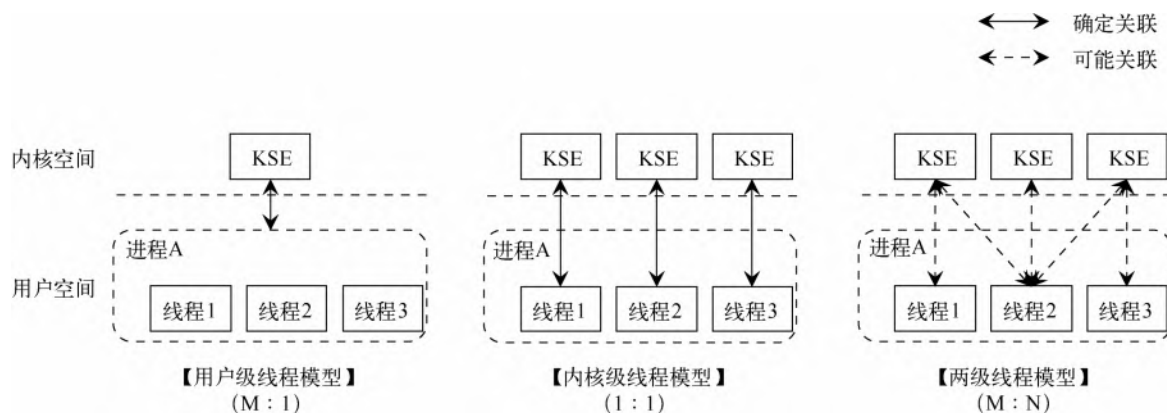 确定关联
可能关联
内核空间
KSE
KSE
KSE
KSE
KSE
KSE
KSE
用户空间
进程A
线程1
线程2
线程3
进程A
线程1
线程2
线程3
进程A
线程1
线程2
线程3
【用户级线程模型】
(M:1)
【内核级线程模型】
(1:1)
【两级线程模型】
(M:N)